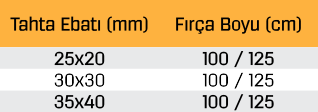 Tahta Ebatı (mm) Fırça Boyu (cm)
25x20 100 / 125
30x30 100 / 125
35x40 100 / 125